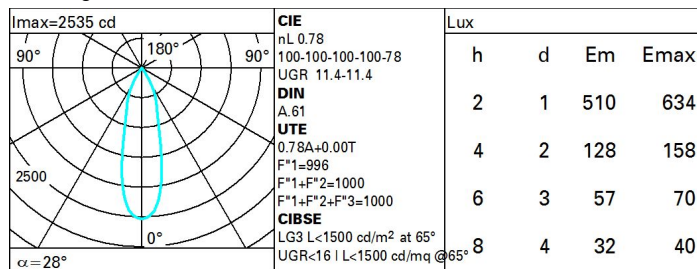 Imax=2535 cd
90° 180° 90°
2500
0°
α=28°
CIE
nL 0.78
100-100-100-100-78
UGR 11.4-11.4
DIN
A.61
UTE
0.78A+0.00T
F"1=996
F"1+F"2=1000
F"1+F"2+F"3=1000
CIBSE
LG3 L<1500 cd/m² at 65°
UGR<16 | L<1500 cd/mq @65°
Lux
h d Em Emax
2 1 510 634
4 2 128 158
6 3 57 70
8 4 32 40